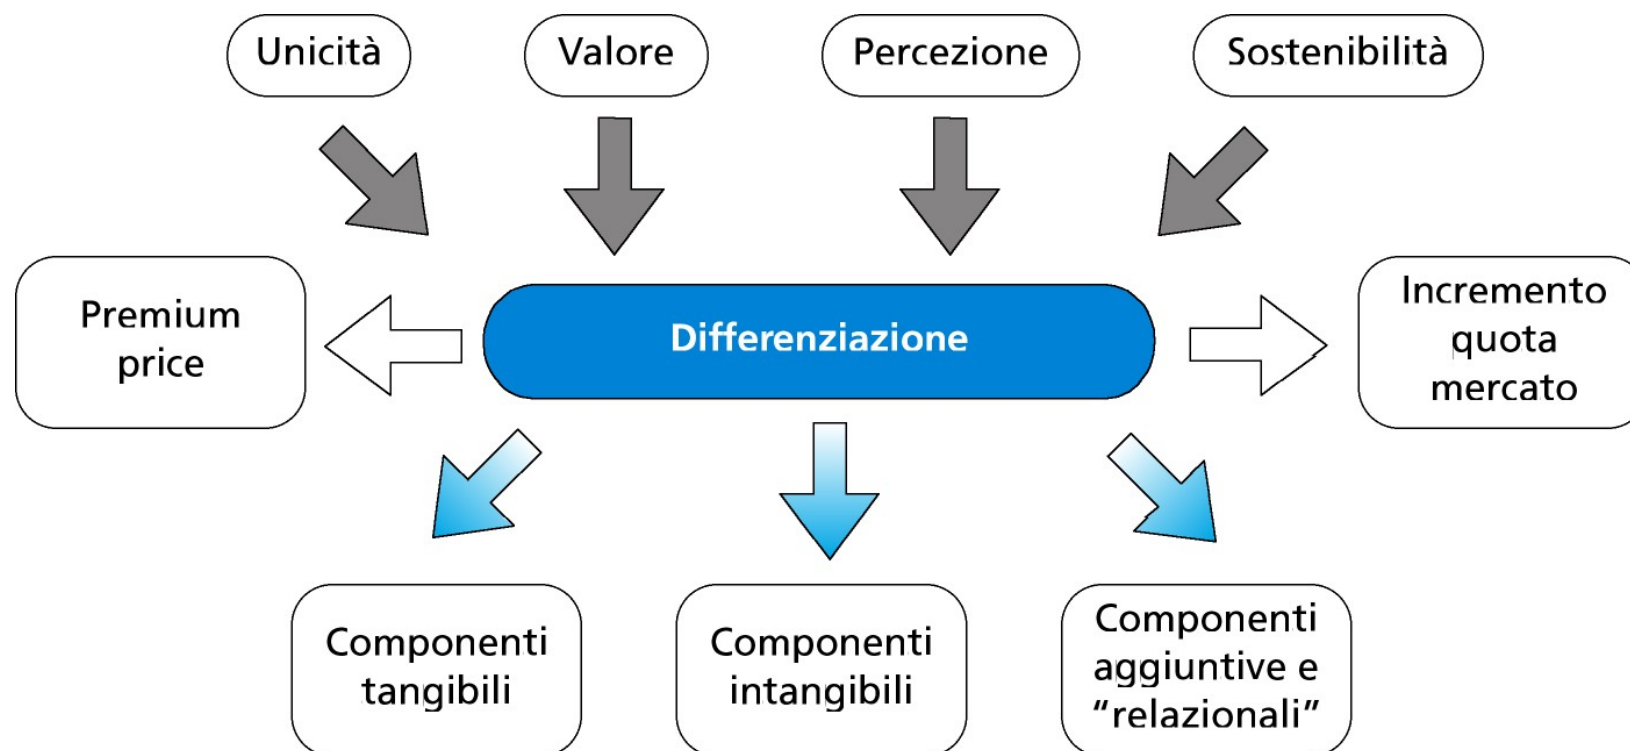 Unicità
Valore
Percezione
Sostenibilità
Premium
price
Differenziazione
Incremento
quota
mercato
Componenti
tangibili
Componenti
intangibili
Componenti
aggiuntive e
“relazionali”